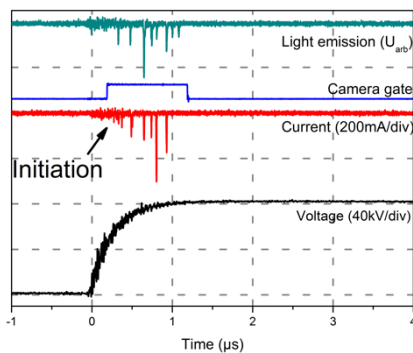 Light emission (Uarb)
Camera gate
Current (200mA/div)
Initiation
Voltage (40kV/div)
-1 0 1 2 3 4
Time (µs)